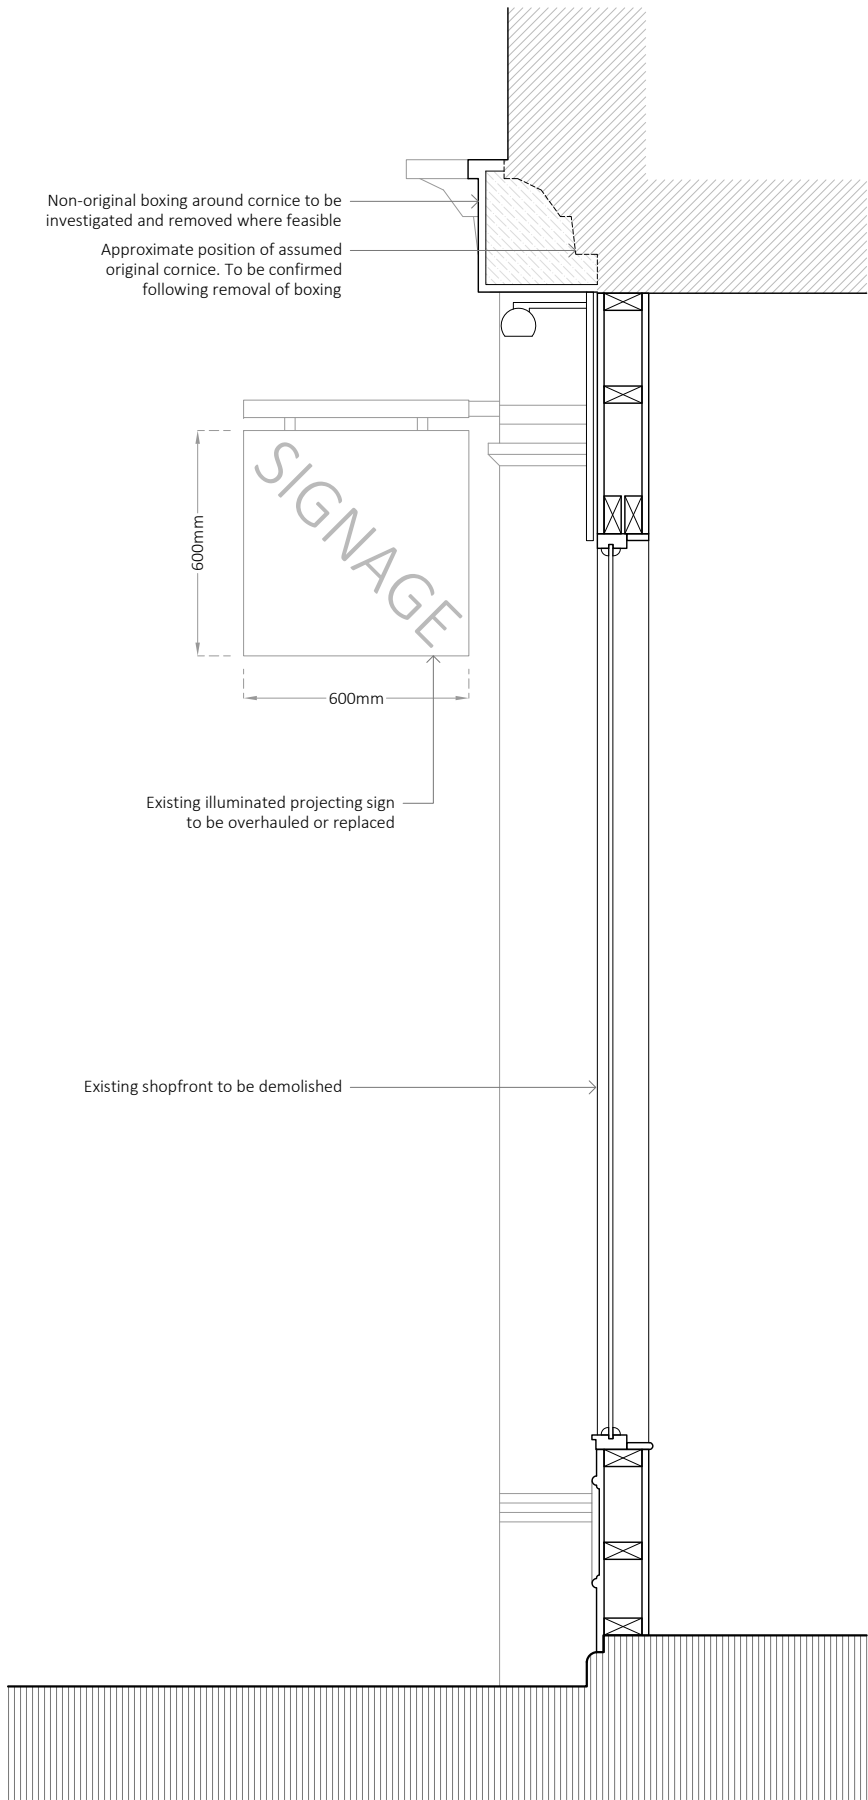 Non-original boxing around cornice to be
investigated and removed where feasible
Approximate position of assumed
original cornice. To be confirmed
following removal of boxing
SIGNAGE
600mm
600mm
Existing illuminated projecting sign
to be overhauled or replaced
Existing shopfront to be demolished